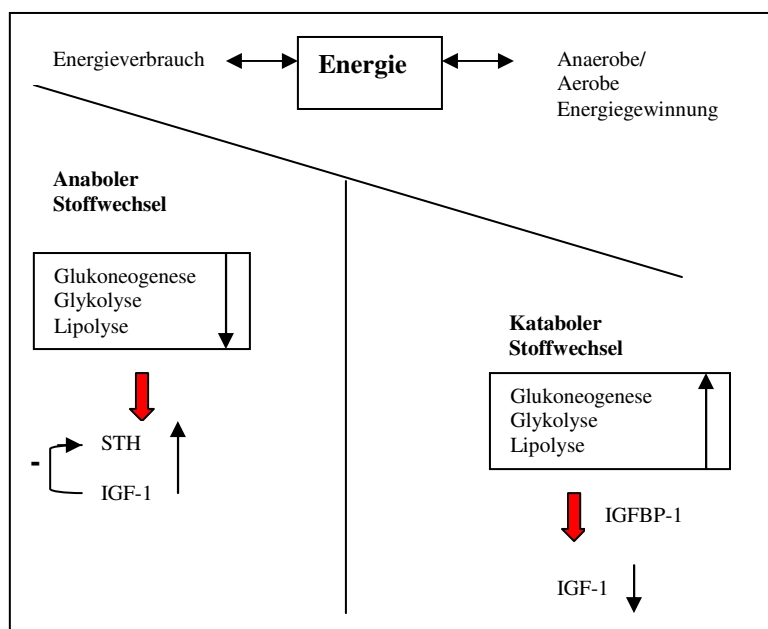 Energieverbrauch
Energie
Anaerobe/
Aerobe
Energiegewinnung
Anaboler
Stoffwechsel
Glukoneogenese
Glykolyse
Lipolyse
STH
-
IGF-1
Kataboler
Stoffwechsel
Glukoneogenese
Glykolyse
Lipolyse
IGFBP-1
IGF-1